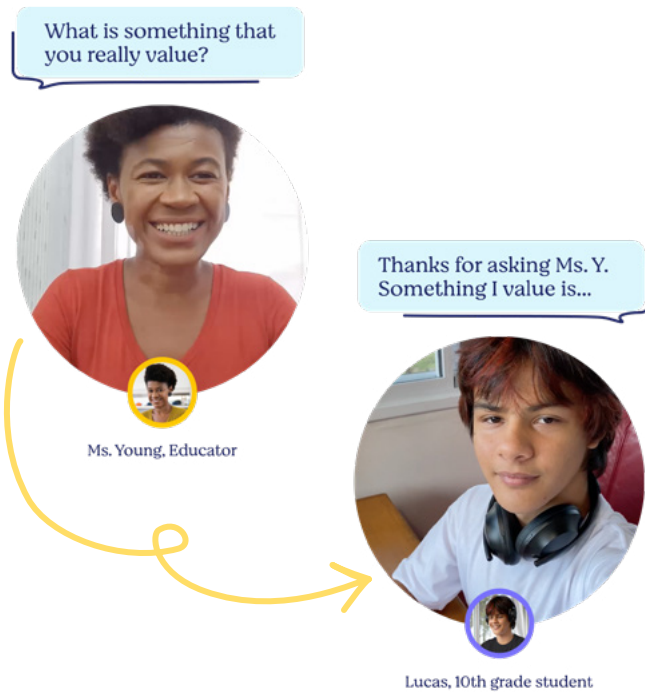 What is something that
you really value?
Thanks for asking Ms. Y.
Something I value is...
Ms. Young, Educator
Lucas, 10th grade student